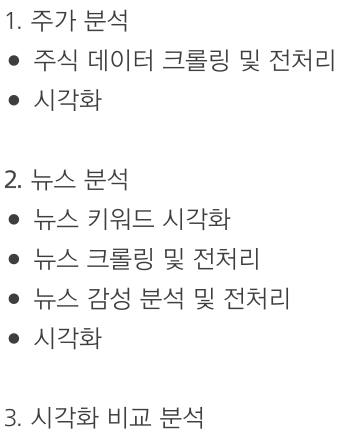 1. 주가 분석
● 주식 데이터 크롤링 및 전처리
● 시각화
2. 뉴스 분석
● 뉴스 키워드 시각화
● 뉴스 크롤링 및 전처리
● 뉴스 감성 분석 및 전처리
● 시각화
3. 시각화 비교 분석